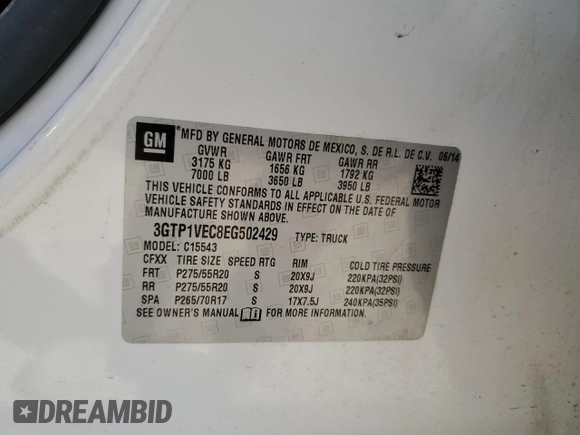 GM
*MFD BY GENERAL MOTORS DE MEXICO, S. DE R.L. DE C.V. 06/14
GVWR GAWR FRT GAWR RR
3175 KG 1656 KG 1792 KG
7000 LB 3650 LB 3950 LB
THIS VEHICLE CONFORMS TO ALL APPLICABLE U.S. FEDERAL MOTOR
VEHICLE SAFETY STANDARDS IN EFFECT ON THE DATE OF
MANUFACTURE SHOWN ABOVE.
3GTP1VEC8EG502429 TYPE: TRUCK
MODEL: C15543
CFXX TIRE SIZE SPEED RTG RIM COLD TIRE PRESSURE
FRT P275/55R20 S 20X9J 220KPA(32PSI)
RR P275/55R20 S 20X9J 220KPA(32PSI)
SPA P265/70R17 S 17X7.5J 240KPA(35PSI)
SEE OWNER'S MANUAL FOR MORE INFORMATION.
DREAMBID